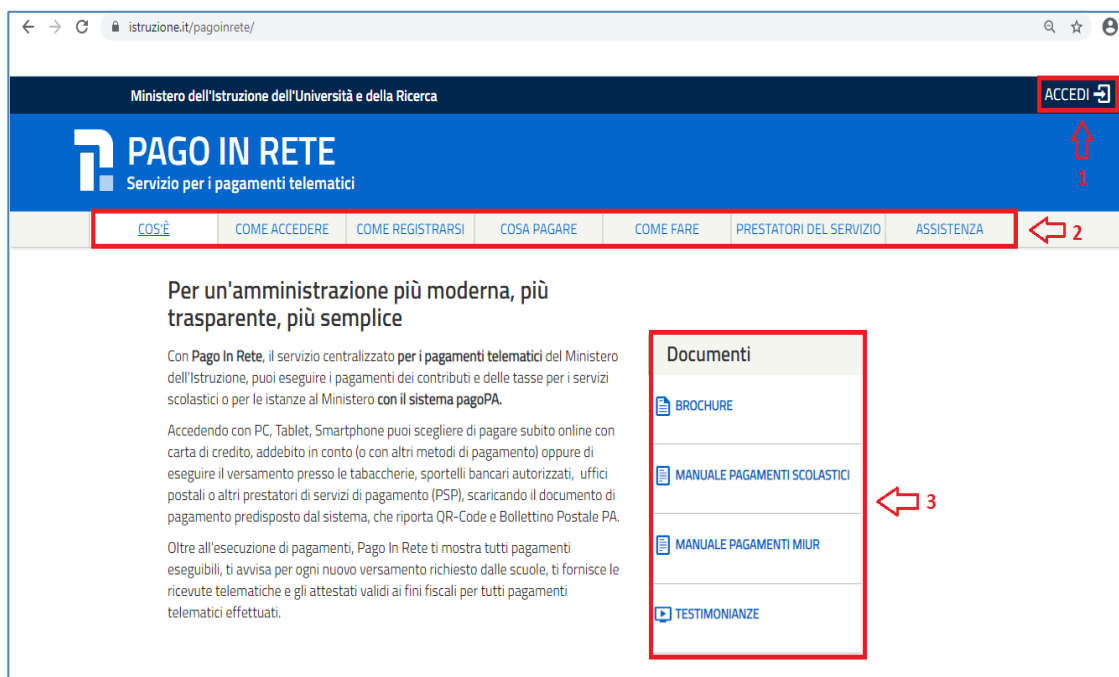 istruzione.it/pagoinrete/
Ministero dell'Istruzione dell'Università e della Ricerca
ACCEDI
1
PAGO IN RETE
Servizio per i pagamenti telematici
COS'È COME ACCEDERE COME REGISTRARSI COSA PAGARE COME FARE PRESTATORI DEL SERVIZIO ASSISTENZA
2
Per un'amministrazione più moderna, più
trasparente, più semplice
Con Pago In Rete, il servizio centralizzato per i pagamenti telematici del Ministero
dell'Istruzione, puoi eseguire i pagamenti dei contributi e delle tasse per i servizi
scolastici o per le istanze al Ministero con il sistema pagoPA.
Accedendo con PC, Tablet, Smartphone puoi scegliere di pagare subito online con
carta di credito, addebito in conto (o con altri metodi di pagamento) oppure di
eseguire il versamento presso le tabaccherie, sportelli bancari autorizzati, uffici
postali o altri prestatori di servizi di pagamento (PSP), scaricando il documento di
pagamento predisposto dal sistema, che riporta QR-Code e Bollettino Postale PA.
Oltre all'esecuzione di pagamenti, Pago In Rete ti mostra tutti pagamenti
eseguibili, ti avvisa per ogni nuovo versamento richiesto dalle scuole, ti fornisce le
ricevute telematiche e gli attestati validi ai fini fiscali per tutti pagamenti
telematici effettuati.
Documenti
BROCHURE
MANUALE PAGAMENTI SCOLASTICI
MANUALE PAGAMENTI MIUR
TESTIMONIANZE
3